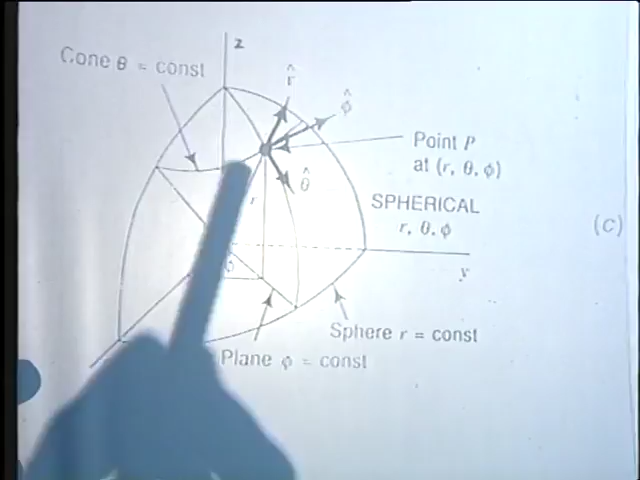 z
Cone θ = const
r̂
φ̂
Point P
at (r, θ, φ)
θ̂
r
SPHERICAL
r, θ, φ
(c)
y
Sphere r = const
Plane φ = const